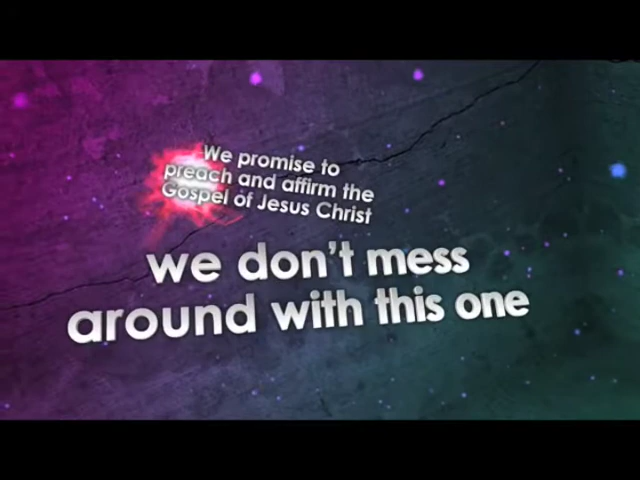 We promise to
preach and affirm the
Gospel of Jesus Christ
we don't mess
around with this one